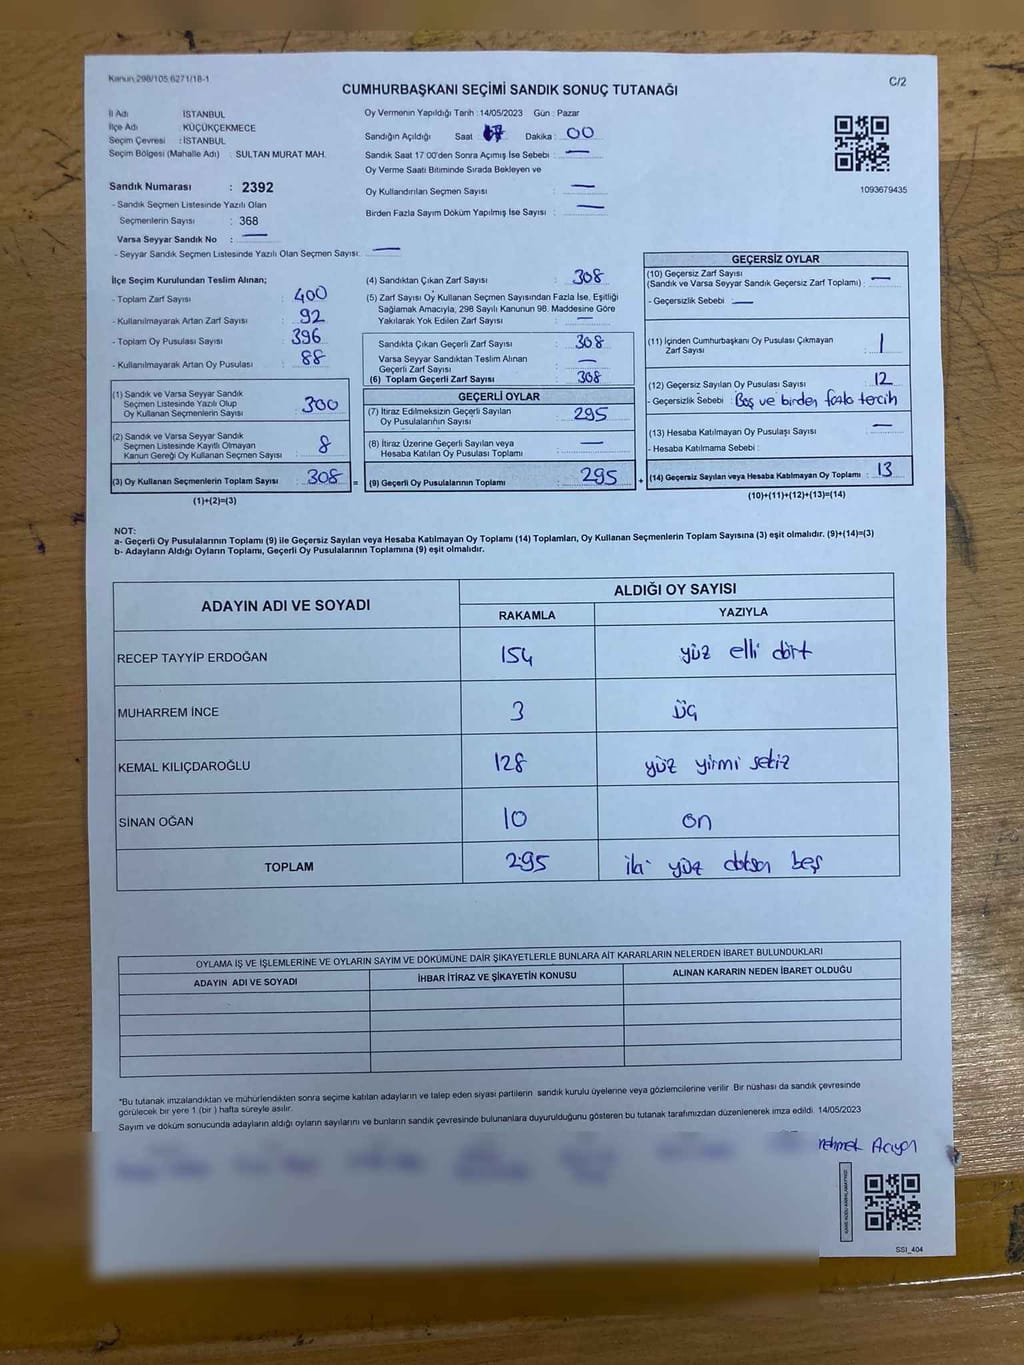 Kanun 298/105 6271/18-1
CUMHURBAŞKANI SEÇİMİ SANDIK SONUÇ TUTANAĞI
C/2
İl Adı İSTANBUL
İlçe Adı : KÜÇÜKÇEKMECE
Seçim Çevresi : İSTANBUL
Seçim Bölgesi (Mahalle Adı) : SULTAN MURAT MAH.
Sandık Numarası : 2392
- Sandık Seçmen Listesinde Yazılı Olan
Seçmenlerin Sayısı : 368
Varsa Seyyar Sandık No : —
- Seyyar Sandık Seçmen Listesinde Yazılı Olan Seçmen Sayısı: —
Oy Vermenin Yapıldığı Tarih : 14/05/2023 Gün : Pazar
Sandığın Açıldığı Saat Dakika : 00
Sandık Saat 17 00'den Sonra Açımış İse Sebebi : —
Oy Verme Saati Bitiminde Sırada Bekleyen ve
Oy Kullandırılan Seçmen Sayısı : —
Birden Fazla Sayım Döküm Yapılmış İse Sayısı : —
1093679435
İlçe Seçim Kurulundan Teslim Alınan;
- Toplam Zarf Sayısı : 400
- Kullanılmayarak Artan Zarf Sayısı : 92
- Toplam Oy Pusulası Sayısı : 396
- Kullanılmayarak Artan Oy Pusulası : 88
(1) Sandık ve Varsa Seyyar Sandık
Seçmen Listesinde Yazılı Olup
Oy Kullanan Seçmenlerin Sayısı : 300
(2) Sandık ve Varsa Seyyar Sandık
Seçmen Listesinde Kayıtlı Olmayan
Kanun Gereği Oy Kullanan Seçmen Sayısı : 8
(3) Oy Kullanan Seçmenlerin Toplam Sayısı : 308 =
(1)+(2)=(3)
(4) Sandıktan Çıkan Zarf Sayısı : 308
(5) Zarf Sayısı Oy Kullanan Seçmen Sayısından Fazla İse, Eşitliği
Sağlamak Amacıyla, 298 Sayılı Kanunun 98. Maddesine Göre
Yakılarak Yok Edilen Zarf Sayısı : —
Sandıkta Çıkan Geçerli Zarf Sayısı : 308
Varsa Seyyar Sandıktan Teslim Alınan
Geçerli Zarf Sayısı : —
(6) Toplam Geçerli Zarf Sayısı : 308
GEÇERLİ OYLAR
(7) İtiraz Edilmeksizin Geçerli Sayılan
Oy Pusulalarının Sayısı : 295
(8) İtiraz Üzerine Geçerli Sayılan veya
Hesaba Katılan Oy Pusulası Toplamı : —
(9) Geçerli Oy Pusulalarının Toplamı : 295 +
GEÇERSİZ OYLAR
(10) Geçersiz Zarf Sayısı
(Sandık ve Varsa Seyyar Sandık Geçersiz Zarf Toplamı) : —
- Geçersizlik Sebebi : —
(11) İçinden Cumhurbaşkanı Oy Pusulası Çıkmayan
Zarf Sayısı : 1
(12) Geçersiz Sayılan Oy Pusulası Sayısı : 12
- Geçersizlik Sebebi : Boş ve birden fazla tercih
(13) Hesaba Katılmayan Oy Pusulaşı Sayısı : —
- Hesaba Katılmama Sebebi :
(14) Geçersiz Sayılan veya Hesaba Katılmayan Oy Toplamı : 13
(10)+(11)+(12)+(13)=(14)
NOT:
a- Geçerli Oy Pusulalarının Toplamı (9) ile Geçersiz Sayılan veya Hesaba Katılmayan Oy Toplamı (14) Toplamları, Oy Kullanan Seçmenlerin Toplam Sayısına (3) eşit olmalıdır. (9)+(14)=(3)
b- Adayların Aldığı Oyların Toplamı, Geçerli Oy Pusulalarının Toplamına (9) eşit olmalıdır.
ADAYIN ADI VE SOYADI
ALDIĞI OY SAYISI
RAKAMLA YAZIYLA
RECEP TAYYİP ERDOĞAN 154 yüz elli dört
MUHARREM İNCE 3 üç
KEMAL KILIÇDAROĞLU 128 yüz yirmi sekiz
SİNAN OĞAN 10 on
TOPLAM 295 iki yüz doksan beş
OYLAMA İŞ VE İŞLEMLERİNE VE OYLARIN SAYIM VE DÖKÜMÜNE DAİR ŞİKAYETLERLE BUNLARA AİT KARARLARIN NELERDEN İBARET BULUNDUKLARI
ADAYIN ADI VE SOYADI İHBAR İTİRAZ VE ŞİKAYETİN KONUSU ALINAN KARARIN NEDEN İBARET OLDUĞU
*Bu tutanak imzalandıktan ve mühürlendikten sonra seçime katılan adayların ve talep eden siyasi partilerin sandık kurulu üyelerine veya gözlemcilerine verilir Bir nüshası da sandık çevresinde
görülecek bir yere 1 (bir ) hafta süreyle asılır.
Sayım ve döküm sonucunda adayların aldığı oyların sayılarını ve bunların sandık çevresinde bulunanlara duyurulduğunu gösteren bu tutanak tarafımızdan düzenlenerek imza edildi. 14/05/2023
SSI_404